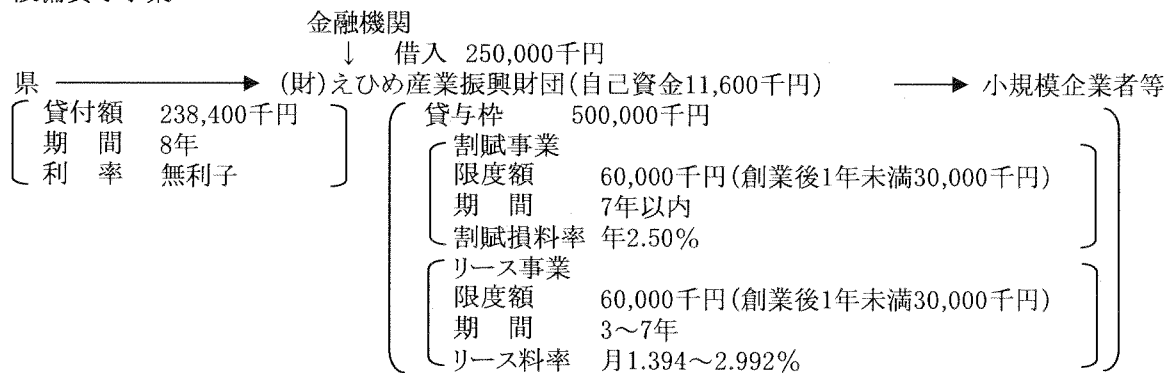 金融機関
↓ 借入 250,000千円
県 → (財)えひめ産業振興財団(自己資金11,600千円) → 小規模企業者等
貸付額 238,400千円
期 間 8年
利 率 無利子
貸与枠 500,000千円
割賦事業
限度額 60,000千円(創業後1年未満30,000千円)
期 間 7年以内
割賦損料率 年2.50%
リース事業
限度額 60,000千円(創業後1年未満30,000千円)
期 間 3~7年
リース料率 月1.394~2.992%